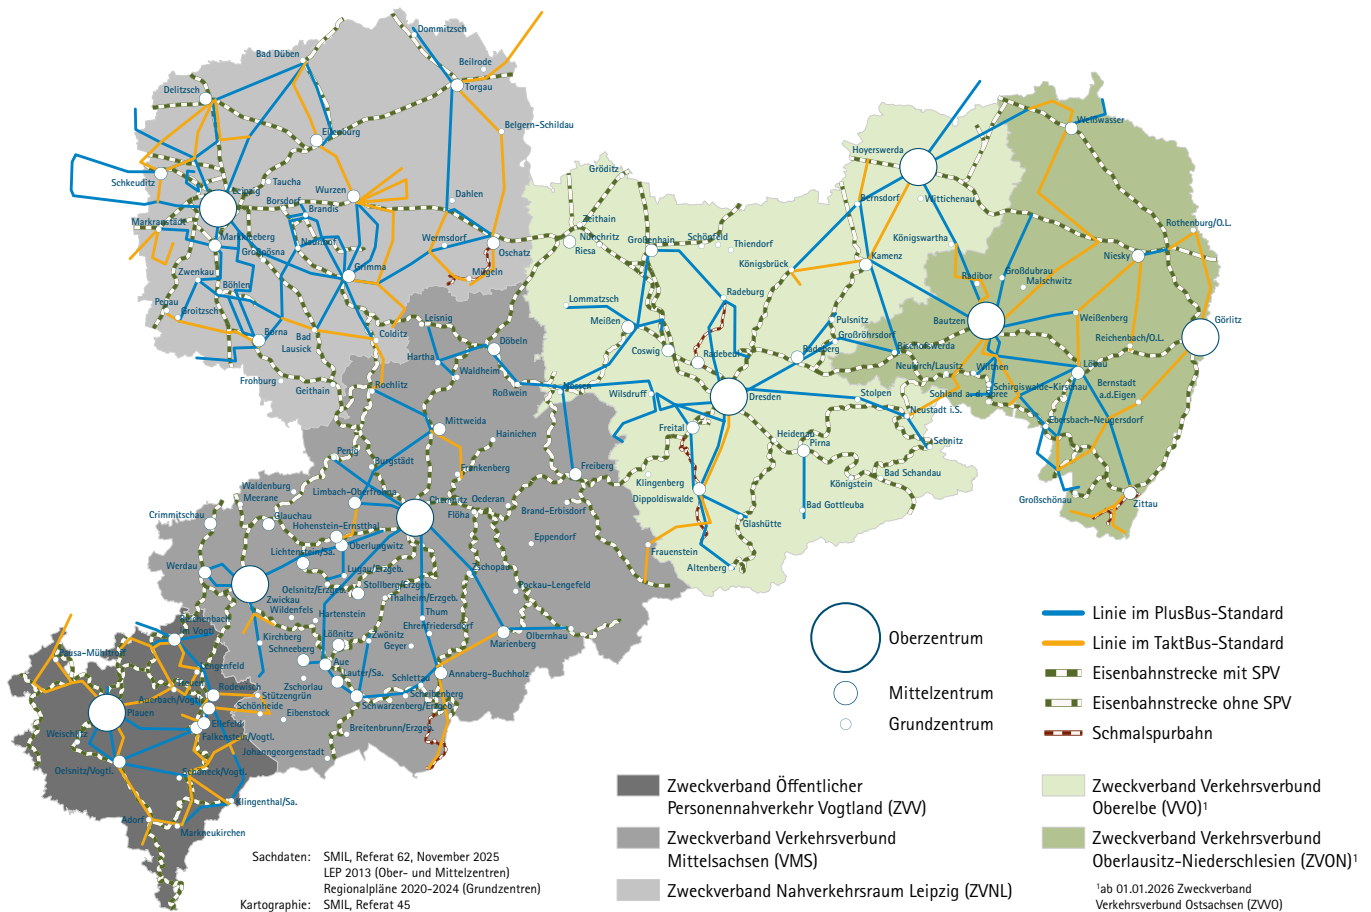 Dommitzsch
Bad Düben
Beilrode
Delitzsch
Torgau
Eilenburg
Belgern-Schildau
Weißwasser
Hoyerswerda
Gröditz
Schkeuditz
Leipzig
Taucha
Wurzen
Dahlen
Borsdorf
Brandis
Bernsdorf
Wittichenau
Markranstädt
Markkleeberg
Großpösna
Naunhof
Wermsdorf
Oschatz
Zeithain
Nünchritz
Riesa
Großenhain
Schönfeld
Thiendorf
Königswartha
Rothenburg/O.L.
Niesky
Zwenkau
Grimma
Mügeln
Königsbrück
Kamenz
Radibor
Großdubrau
Malschwitz
Böhlen
Pegau
Groitzsch
Lommatzsch
Radeburg
Pulsnitz
Bautzen
Weißenberg
Görlitz
Borna
Bad
Lausick
Colditz
Leisnig
Döbeln
Meißen
Großröhrsdorf
Reichenbach/O.L.
Hartha
Waldheim
Coswig
Radebeul
Radeberg
Bischofswerda
Neukirch/Lausitz
Wilthen
Löbau
Frohburg
Geithain
Rochlitz
Roßwein
Nossen
Wilsdruff
Dresden
Stolpen
Schirgiswalde-Kirschau
Sohland a. d. Spree
Bernstadt
a.d.Eigen
Neustadt i.S.
Ebersbach-Neugersdorf
Mittweida
Hainichen
Freital
Heidenau
Pirna
Sebnitz
Penig
Burgstädt
Frankenberg
Freiberg
Klingenberg
Dippoldiswalde
Königstein
Bad Schandau
Großschönau
Zittau
Waldenburg
Meerane
Limbach-Oberfrohna
Chemnitz
Oederan
Flöha
Brand-Erbisdorf
Bad Gottleuba
Crimmitschau
Glauchau
Hohenstein-Ernstthal
Oberlungwitz
Glashütte
Eppendorf
Frauenstein
Altenberg
Lichtenstein/Sa.
Werdau
Lugau/Erzgeb.
Oelsnitz/Erzgeb.
Stollberg/Erzgeb.
Thalheim/Erzgeb.
Zschopau
Pockau-Lengefeld
Zwickau
Wildenfels
Hartenstein
Thum
Ehrenfriedersdorf
Olbernhau
Marienberg
Reichenbach
im Vogtl.
Kirchberg
Schneeberg
Lößnitz
Zwönitz
Geyer
Pausa-Mühltroff
Lengenfeld
Aue
Lauter/Sa.
Schlettau
Annaberg-Buchholz
Treuen
Rodewisch
Zschorlau
Scheibenberg
Auerbach/Vogtl.
Stützengrün
Schönheide
Schwarzenberg/Erzgeb.
Plauen
Eibenstock
Ellefeld
Weischlitz
Falkenstein/Vogtl.
Breitenbrunn/Erzgeb.
Johanngeorgenstadt
Oelsnitz/Vogtl.
Schöneck/Vogtl.
Klingenthal/Sa.
Adorf
Markneukirchen
Oberzentrum
Mittelzentrum
Grundzentrum
Linie im PlusBus-Standard
Linie im TaktBus-Standard
Eisenbahnstrecke mit SPV
Eisenbahnstrecke ohne SPV
Schmalspurbahn
Zweckverband Öffentlicher
Personennahverkehr Vogtland (ZVV)
Zweckverband Verkehrsverbund
Mittelsachsen (VMS)
Zweckverband Nahverkehrsraum Leipzig (ZVNL)
Zweckverband Verkehrsverbund
Oberelbe (VVO)¹
Zweckverband Verkehrsverbund
Oberlausitz-Niederschlesien (ZVON)¹
¹ab 01.01.2026 Zweckverband
Verkehrsverbund Ostsachsen (ZVVO)
Sachdaten: SMIL, Referat 62, November 2025
LEP 2013 (Ober- und Mittelzentren)
Regionalpläne 2020-2024 (Grundzentren)
Kartographie: SMIL, Referat 45